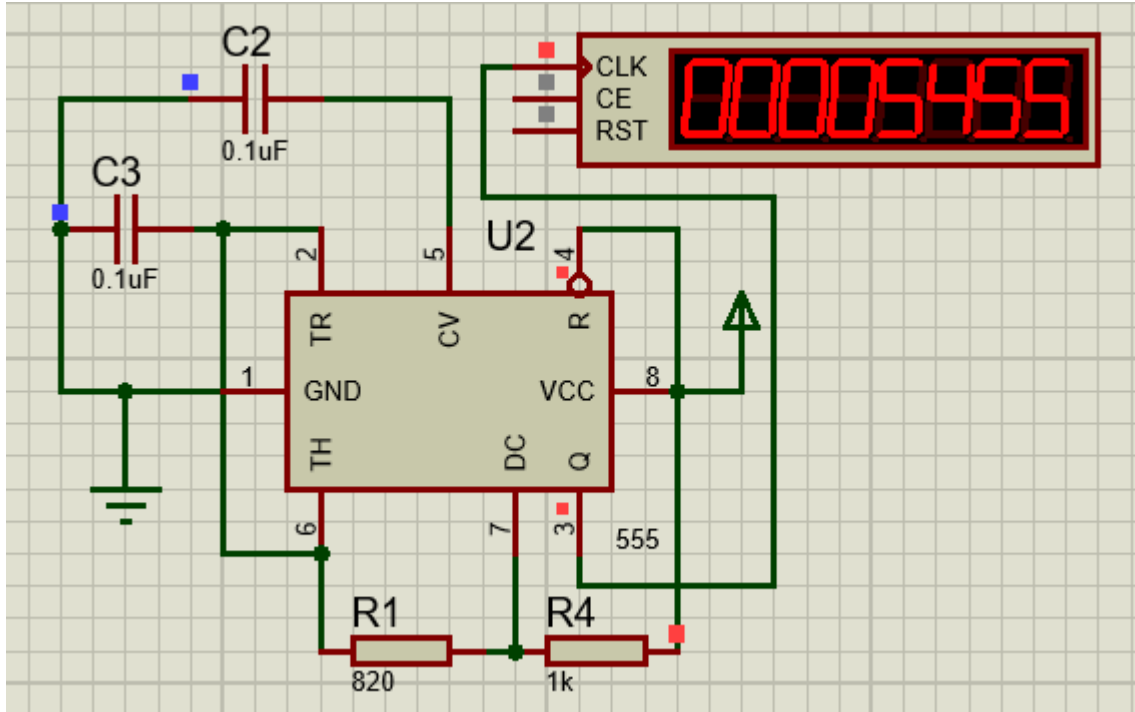 C2
0.1uF
CLK
CE
RST
00005455
C3
0.1uF
U2
2
5
4
TR
CV
R
1
GND
VCC
8
TH
DC
Q
6
7
3
555
R1
820
R4
1k